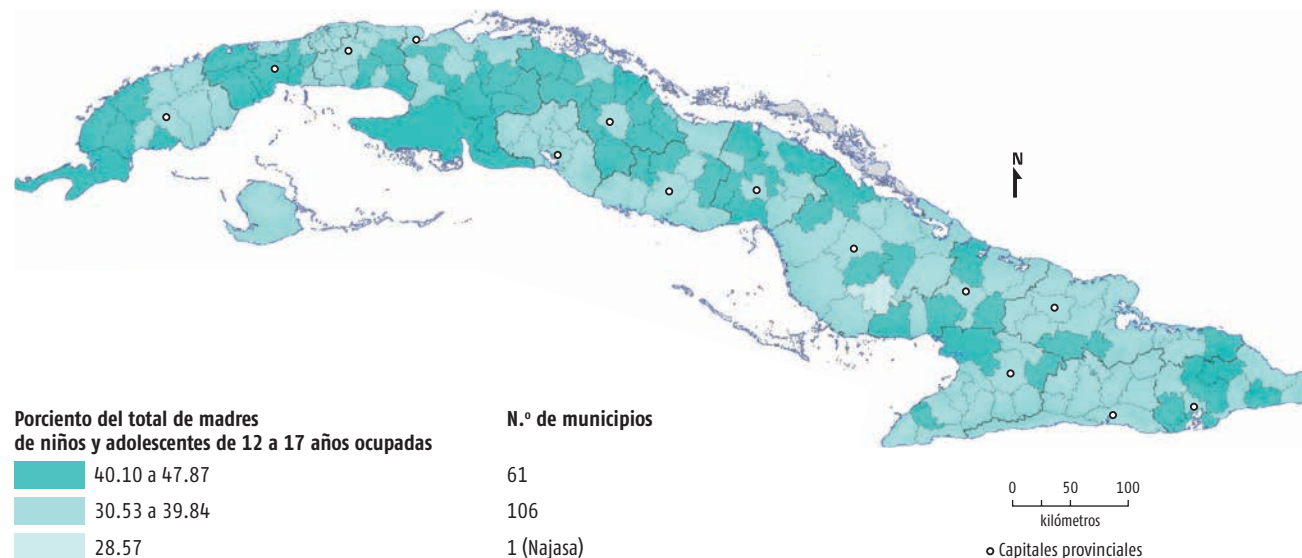 N
Porciento del total de madres
de niños y adolescentes de 12 a 17 años ocupadas
N.º de municipios
40.10 a 47.87
61
30.53 a 39.84
106
28.57
1 (Najasa)
0 50 100
kilómetros
Capitales provinciales